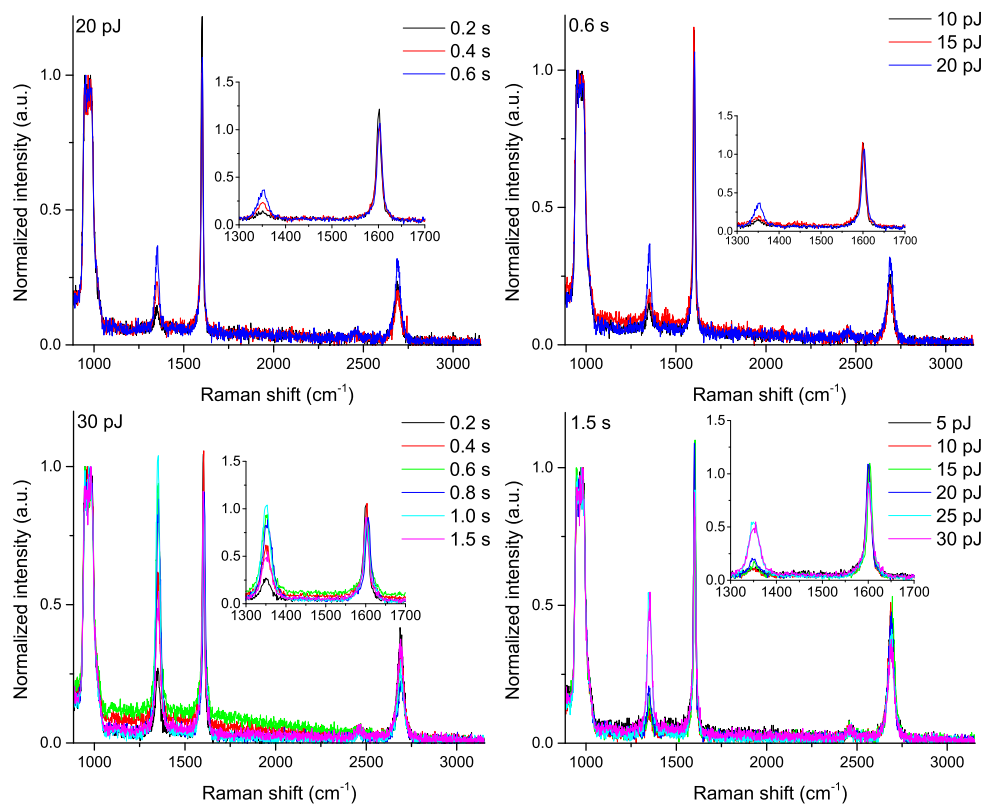 20 pJ
0.2 s
0.4 s
0.6 s
1.0
0.5
0.0
1000 1500 2000 2500 3000
Normalized intensity (a.u.)
Raman shift (cm⁻¹)
1.5
1.0
0.5
0.0
1300 1400 1500 1600 1700
0.6 s
10 pJ
15 pJ
20 pJ
1.0
0.5
0.0
1000 1500 2000 2500 3000
Normalized intensity (a.u.)
Raman shift (cm⁻¹)
1.5
1.0
0.5
0.0
1300 1400 1500 1600 1700
30 pJ
0.2 s
0.4 s
0.6 s
0.8 s
1.0 s
1.5 s
1.0
0.5
0.0
1000 1500 2000 2500 3000
Normalized intensity (a.u.)
Raman shift (cm⁻¹)
1.5
1.0
0.5
0.0
1300 1400 1500 1600 1700
1.5 s
5 pJ
10 pJ
15 pJ
20 pJ
25 pJ
30 pJ
1.0
0.5
0.0
1000 1500 2000 2500 3000
Normalized intensity (a.u.)
Raman shift (cm⁻¹)
1.5
1.0
0.5
0.0
1300 1400 1500 1600 1700